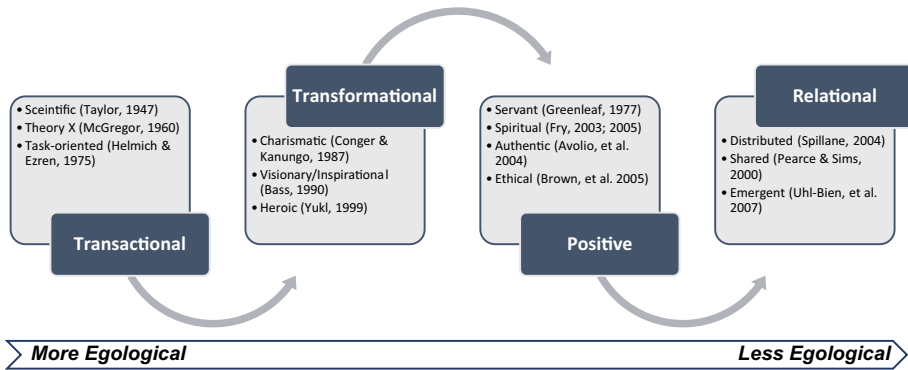 • Sceintific (Taylor, 1947)
• Theory X (McGregor, 1960)
• Task-oriented (Helmich &
Ezren, 1975)
Transactional
Transformational
• Charismatic (Conger &
Kanungo, 1987)
• Visionary/Inspirational
(Bass, 1990)
• Heroic (Yukl, 1999)
• Servant (Greenleaf, 1977)
• Spiritual (Fry, 2003; 2005)
• Authentic (Avolio, et al.
2004)
• Ethical (Brown, et al. 2005)
Positive
Relational
• Distributed (Spillane, 2004)
• Shared (Pearce & Sims,
2000)
• Emergent (Uhl-Bien, et al.
2007)
More Egological
Less Egological